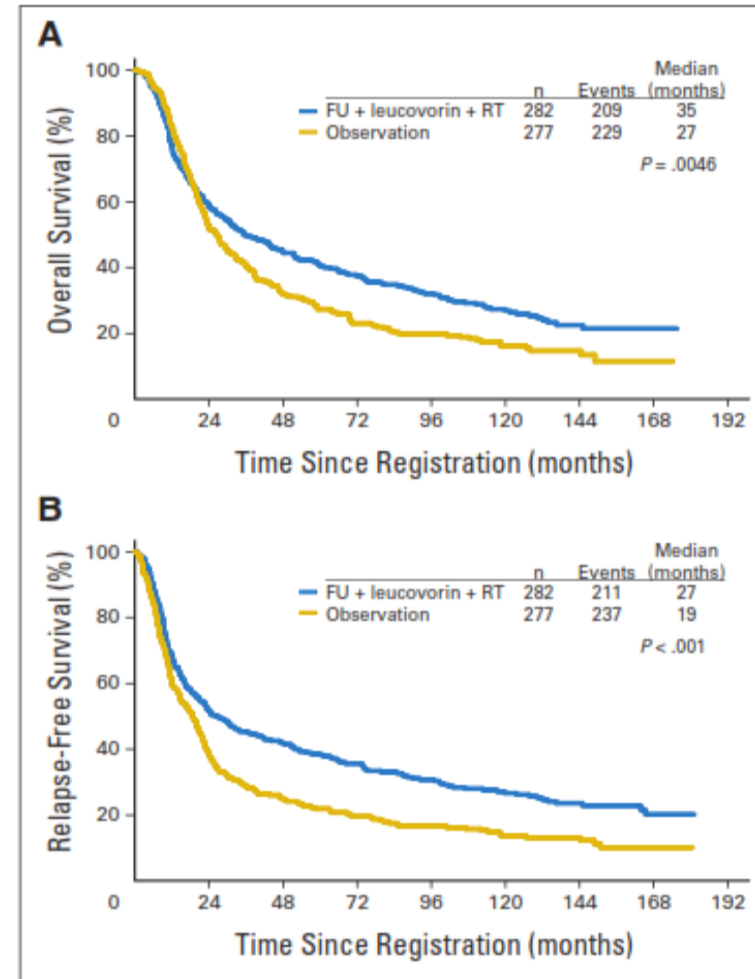 A
Overall Survival (%)
100
80
60
40
20
0
24
48
72
96
120
144
168
192
Time Since Registration (months)
Median
n Events (months)
FU + leucovorin + RT 282 209 35
Observation 277 229 27
P = .0046
B
Relapse-Free Survival (%)
100
80
60
40
20
0
24
48
72
96
120
144
168
192
Time Since Registration (months)
Median
n Events (months)
FU + leucovorin + RT 282 211 27
Observation 277 237 19
P < .001